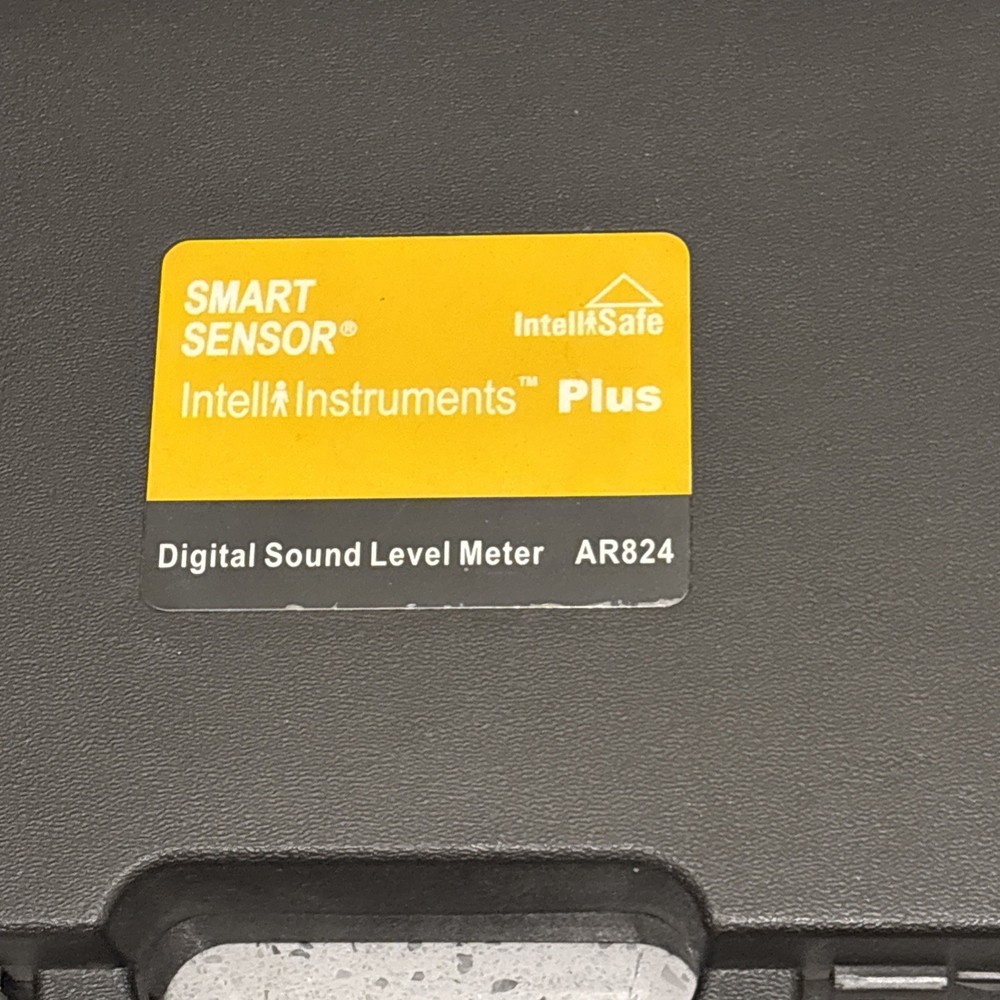 SMART
SENSOR®
IntelliSafe
IntelliInstruments™ Plus
Digital Sound Level Meter AR824